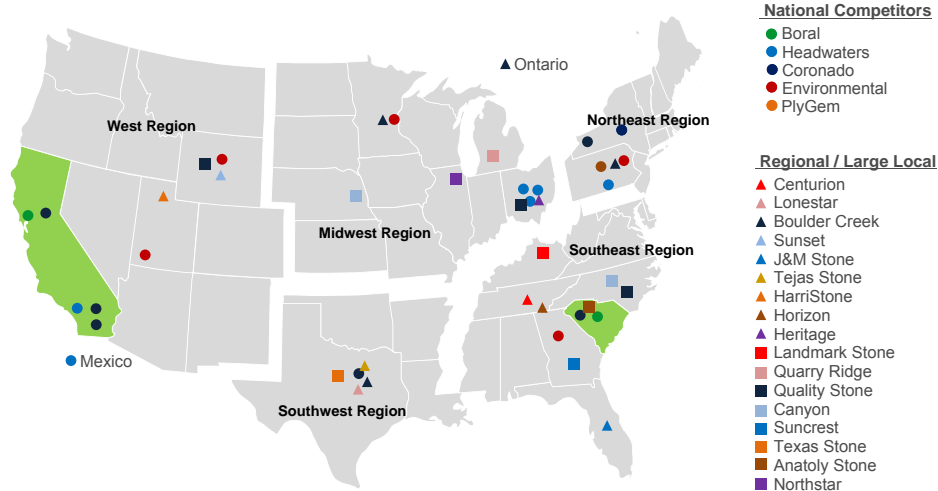 National Competitors
Boral
Headwaters
Coronado
Environmental
PlyGem
Ontario
Northeast Region
West Region
Midwest Region
Southeast Region
Mexico
Southwest Region
Regional / Large Local
Centurion
Lonestar
Boulder Creek
Sunset
J&M Stone
Tejas Stone
HarriStone
Horizon
Heritage
Landmark Stone
Quarry Ridge
Quality Stone
Canyon
Suncrest
Texas Stone
Anatoly Stone
Northstar